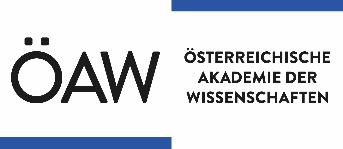 ÖAW
ÖSTERREICHISCHE
AKADEMIE DER
WISSENSCHAFTEN